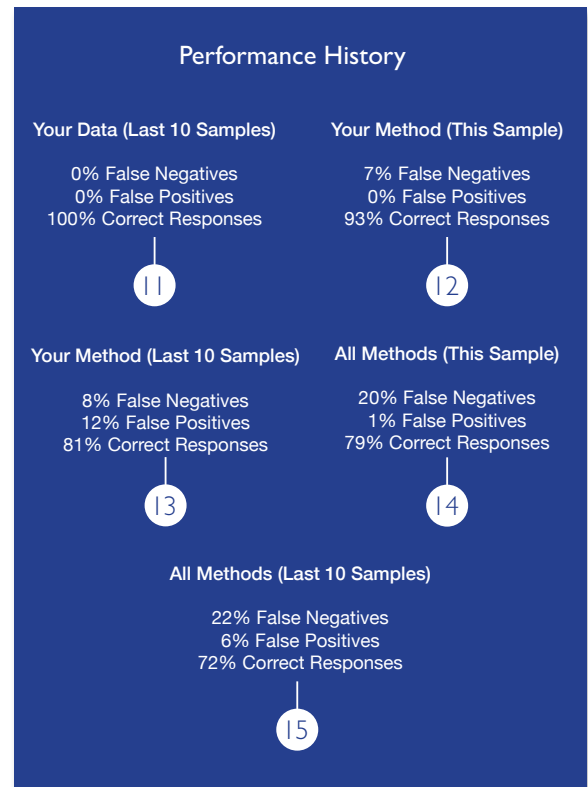 Performance History
Your Data (Last 10 Samples)
0% False Negatives
0% False Positives
100% Correct Responses
11
Your Method (This Sample)
7% False Negatives
0% False Positives
93% Correct Responses
12
Your Method (Last 10 Samples)
8% False Negatives
12% False Positives
81% Correct Responses
13
All Methods (This Sample)
20% False Negatives
1% False Positives
79% Correct Responses
14
All Methods (Last 10 Samples)
22% False Negatives
6% False Positives
72% Correct Responses
15